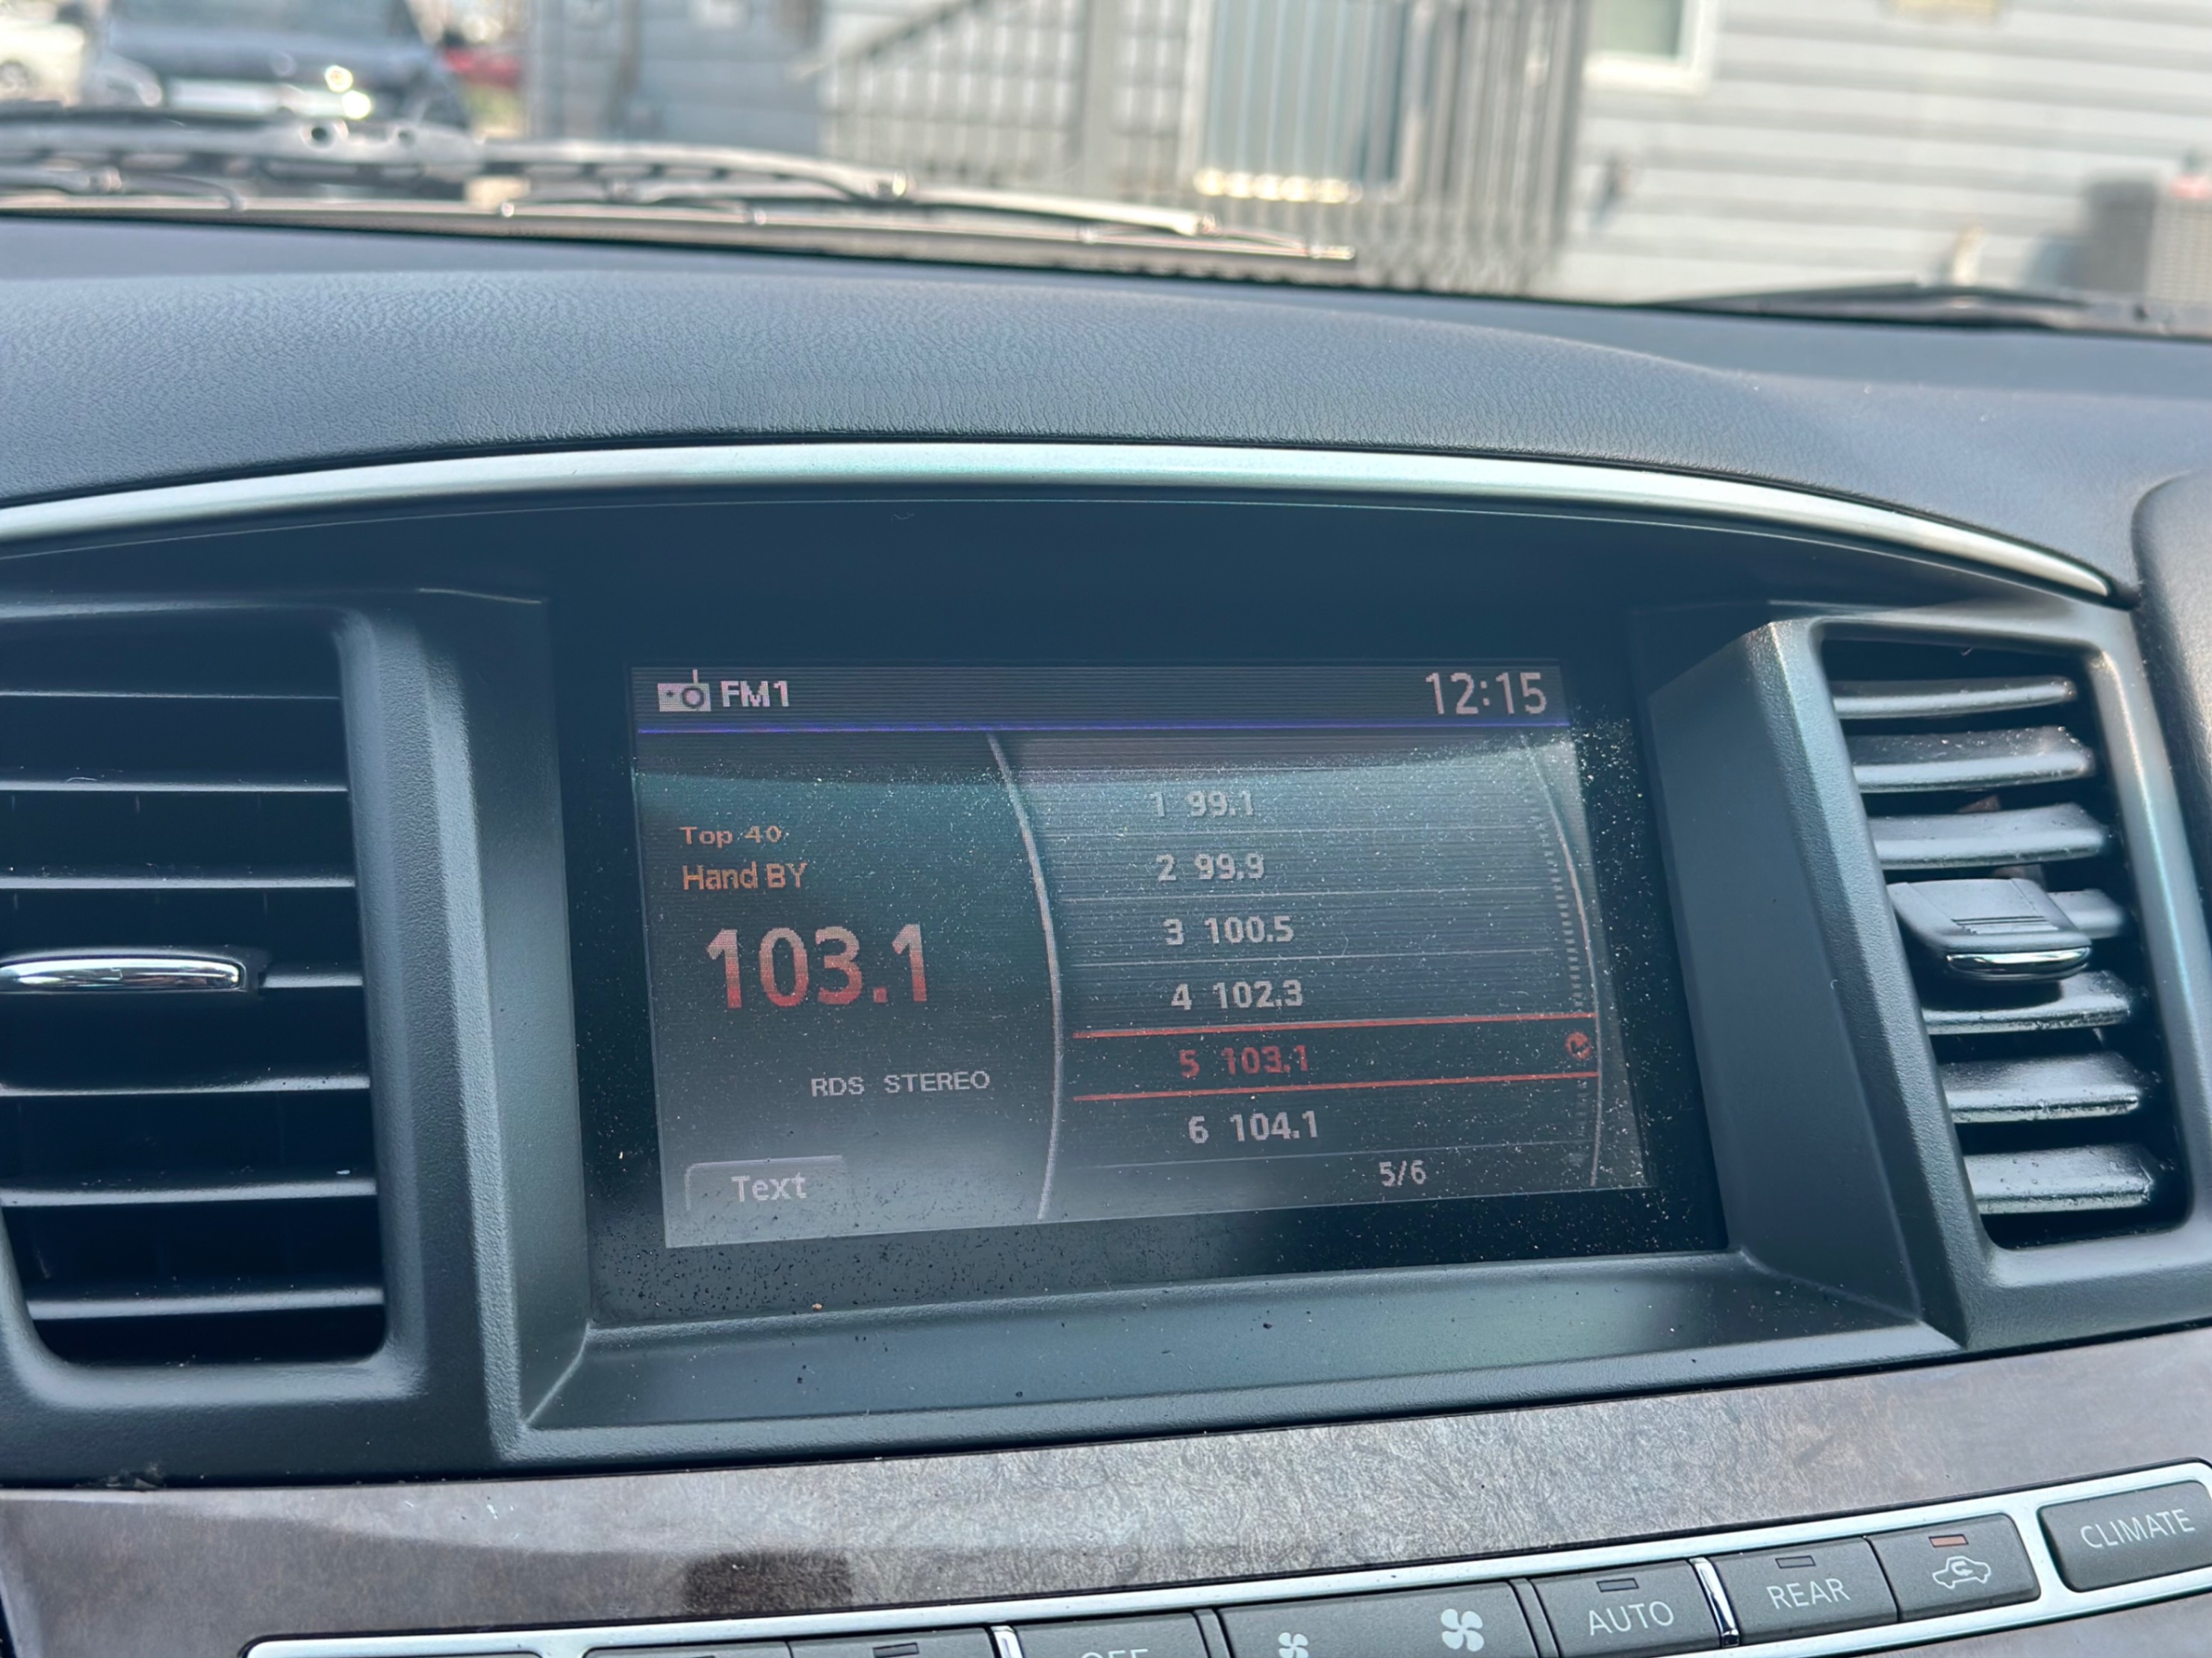 FM1
12:15
Top 40
Hand BY
103.1
RDS STEREO
Text
1 99.1
2 99.9
3 100.5
4 102.3
5 103.1
6 104.1
5/6
OFF
AUTO
REAR
CLIMATE